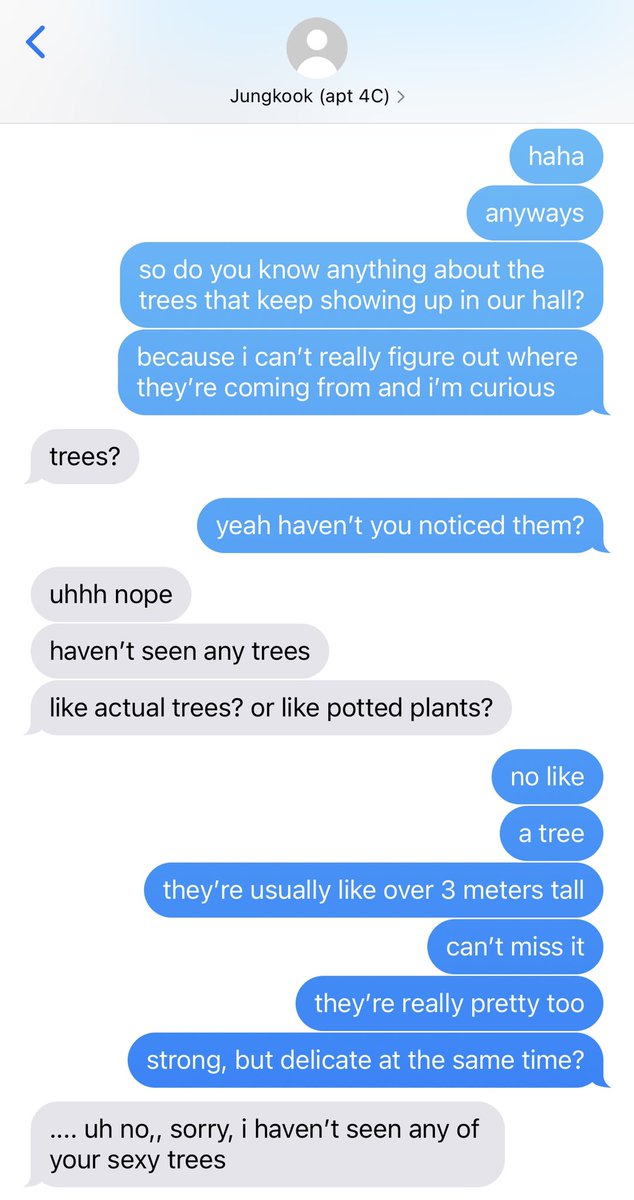 Jungkook (apt 4C)
haha
anyways
so do you know anything about the
trees that keep showing up in our hall?
because i can’t really figure out where
they’re coming from and i’m curious
trees?
yeah haven’t you noticed them?
uhhh nope
haven’t seen any trees
like actual trees? or like potted plants?
no like
a tree
they’re usually like over 3 meters tall
can’t miss it
they’re really pretty too
strong, but delicate at the same time?
.... uh no,, sorry, i haven’t seen any of
your sexy trees